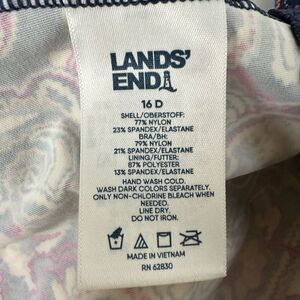 LANDS'
END
16 D
SHELL/OBERSTOFF:
77% NYLON
23% SPANDEX/ELASTANE
BRA/BH:
79% NYLON
21% SPANDEX/ELASTANE
LINING/FUTTER:
87% POLYESTER
13% SPANDEX/ELASTANE
HAND WASH COLD.
WASH DARK COLORS SEPARATELY.
ONLY NON-CHLORINE BLEACH WHEN
NEEDED.
LINE DRY.
DO NOT IRON.
MADE IN VIETNAM
RN 62830